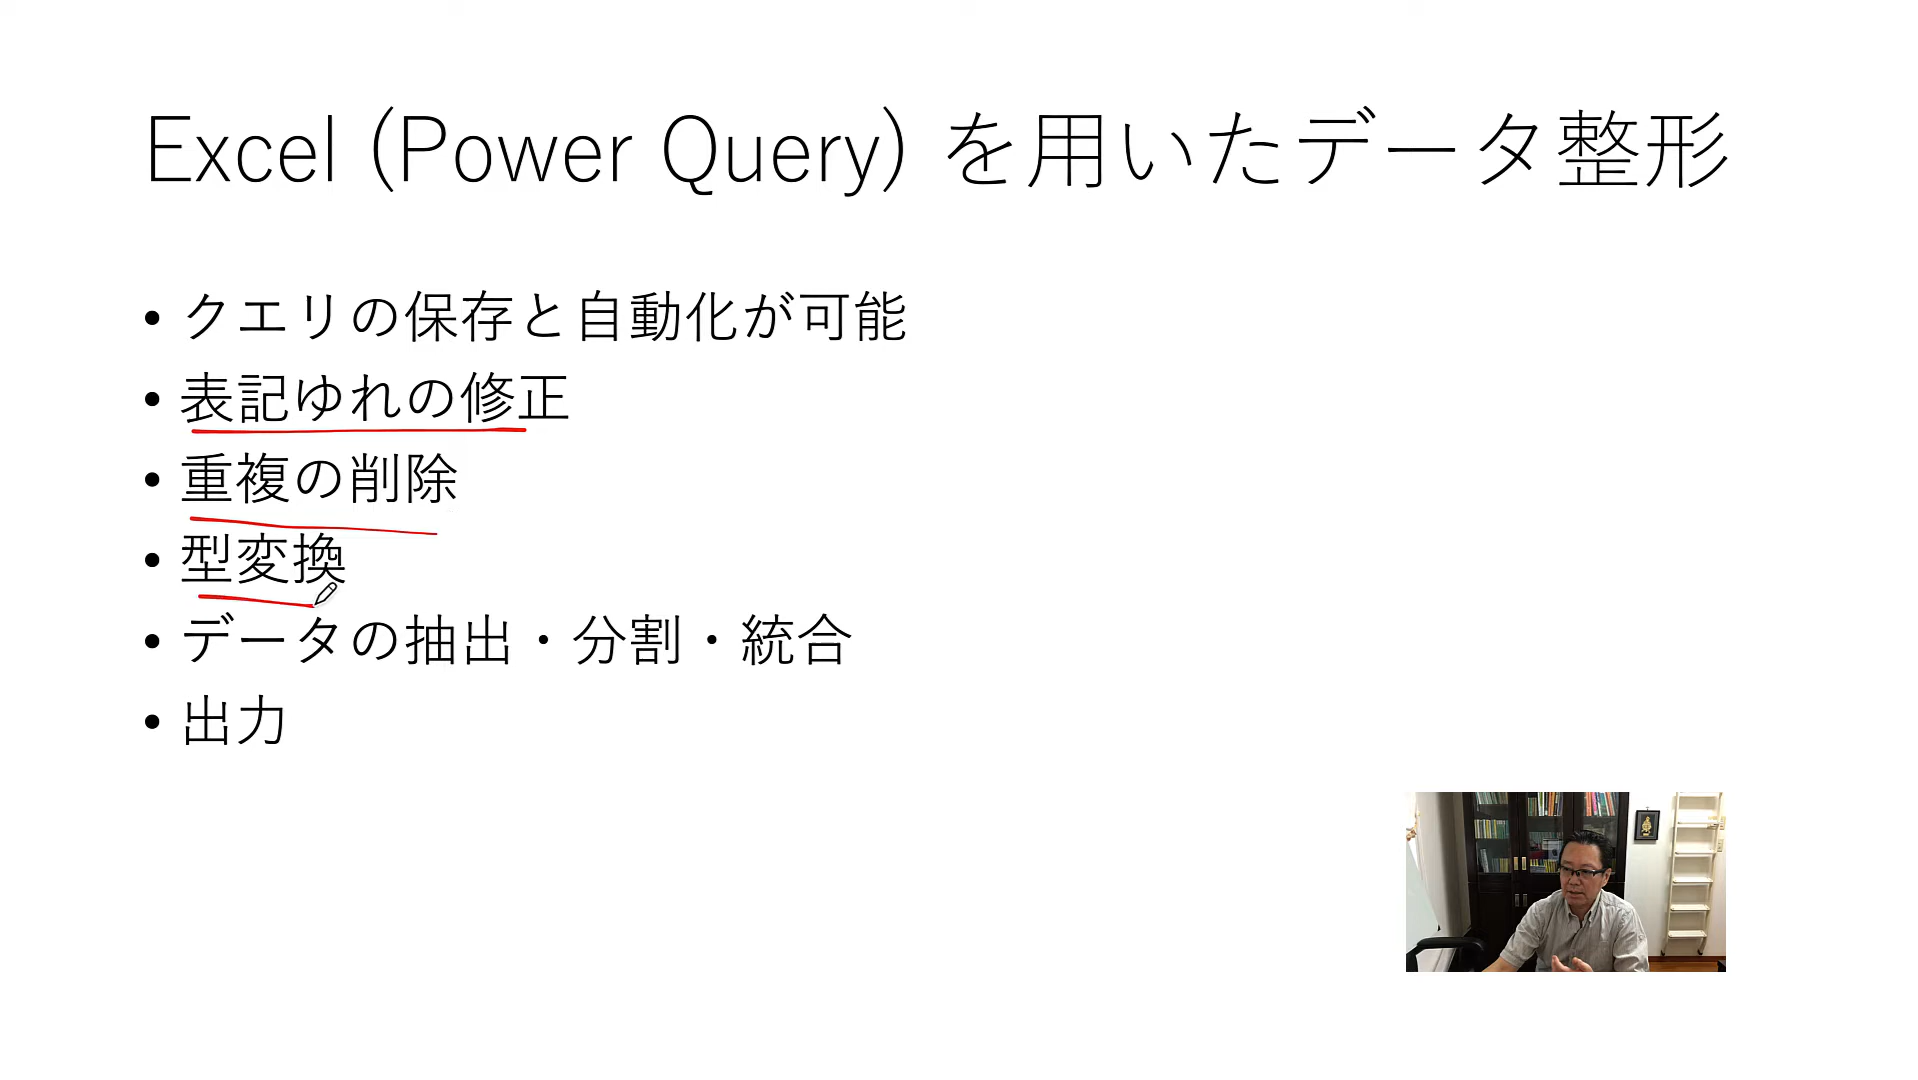 Excel (Power Query) を用いたデータ整形
• クエリの保存と自動化が可能
• 表記ゆれの修正
• 重複の削除
• 型変換
• データの抽出・分割・統合
• 出力